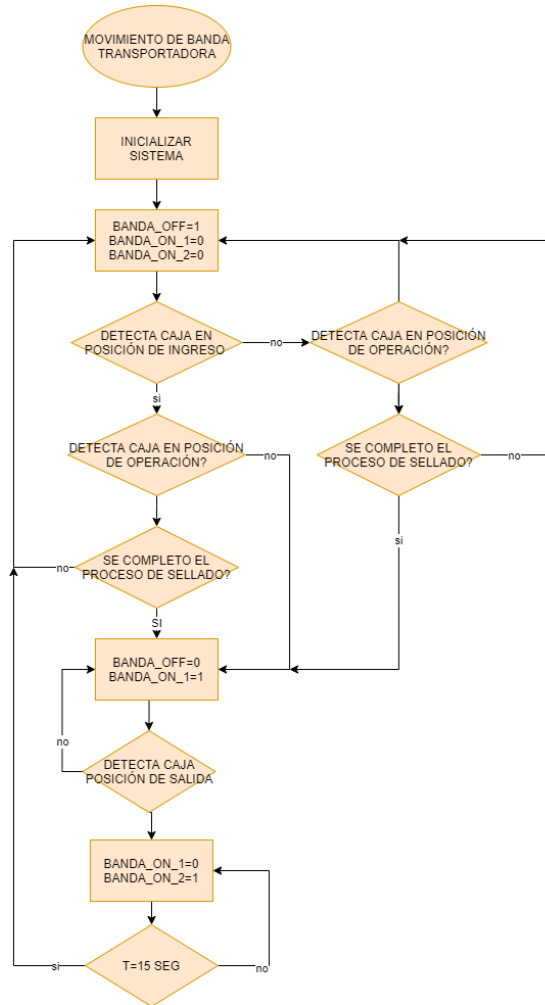 MOVIMIENTO DE BANDA
TRANSPORTADORA
INICIALIZAR
SISTEMA
BANDA_OFF=1
BANDA_ON_1=0
BANDA_ON_2=0
DETECTA CAJA EN
POSICIÓN DE INGRESO
no
DETECTA CAJA EN POSICIÓN
DE OPERACIÓN?
si
DETECTA CAJA EN POSICIÓN
DE OPERACIÓN?
no
SE COMPLETO EL
PROCESO DE SELLADO?
no
si
SE COMPLETO EL
PROCESO DE SELLADO?
no
SI
BANDA_OFF=0
BANDA_ON_1=1
no
DETECTA CAJA
POSICIÓN DE SALIDA
BANDA_ON_1=0
BANDA_ON_2=1
si
T=15 SEG
no